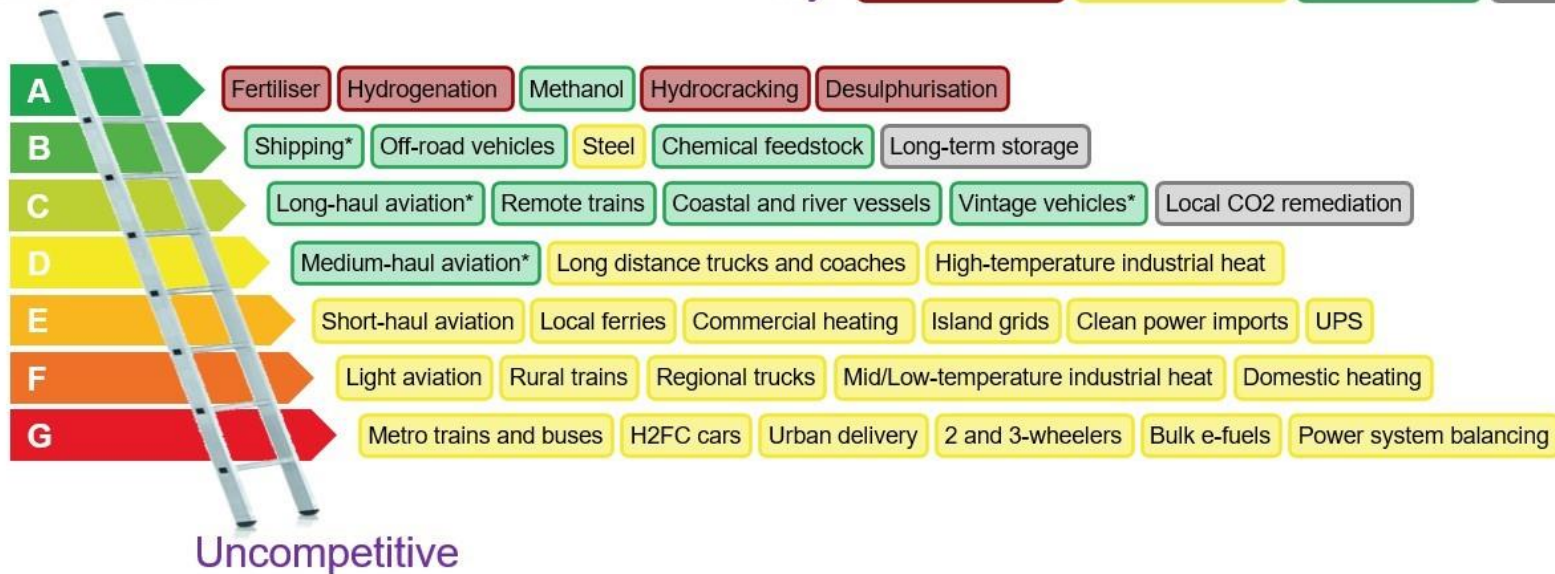 A Fertiliser Hydrogenation Methanol Hydrocracking Desulphurisation
B Shipping* Off-road vehicles Steel Chemical feedstock Long-term storage
C Long-haul aviation* Remote trains Coastal and river vessels Vintage vehicles* Local CO2 remediation
D Medium-haul aviation* Long distance trucks and coaches High-temperature industrial heat
E Short-haul aviation Local ferries Commercial heating Island grids Clean power imports UPS
F Light aviation Rural trains Regional trucks Mid/Low-temperature industrial heat Domestic heating
G Metro trains and buses H2FC cars Urban delivery 2 and 3-wheelers Bulk e-fuels Power system balancing
Uncompetitive